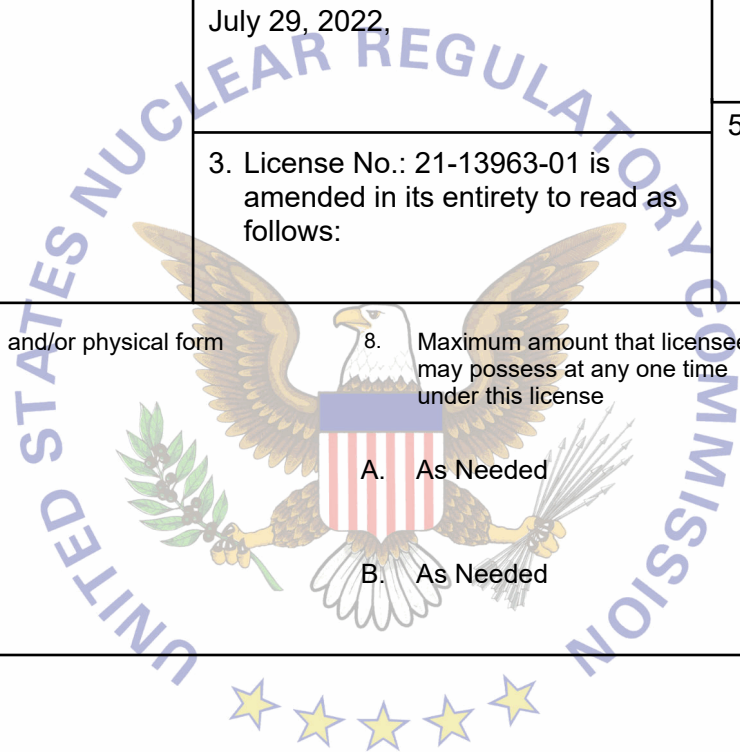 July 29, 2022,
5
3. License No.: 21-13963-01 is
amended in its entirety to read as
follows:
and/or physical form
8. Maximum amount that licensee
may possess at any one time
under this license
A. As Needed
B. As Needed
UNITED STATES NUCLEAR REGULATORY COMMISSION